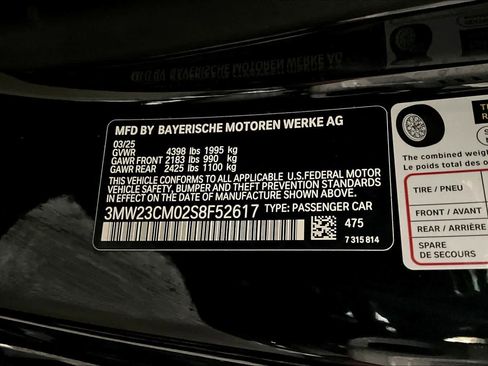 MFD BY BAYERISCHE MOTOREN WERKE AG
03/25
GVWR 4398 lbs 1995 kg
GAWR FRONT 2183 lbs 990 kg
GAWR REAR 2425 lbs 1100 kg
THIS VEHICLE CONFORMS TO ALL APPLICABLE U.S.FEDERAL MOTOR
VEHICLE SAFETY, BUMPER AND THEFT PREVENTION STANDARDS
IN EFFECT ON THE DATE OF MANUFACTURE SHOWN ABOVE.
3MW23CM02S8F52617 TYPE: PASSENGER CAR
475
7 315 814
The combined weight
Le poids total des
TIRE / PNEU
FRONT / AVANT
REAR / ARRIÈRE
SPARE
DE SECOURS